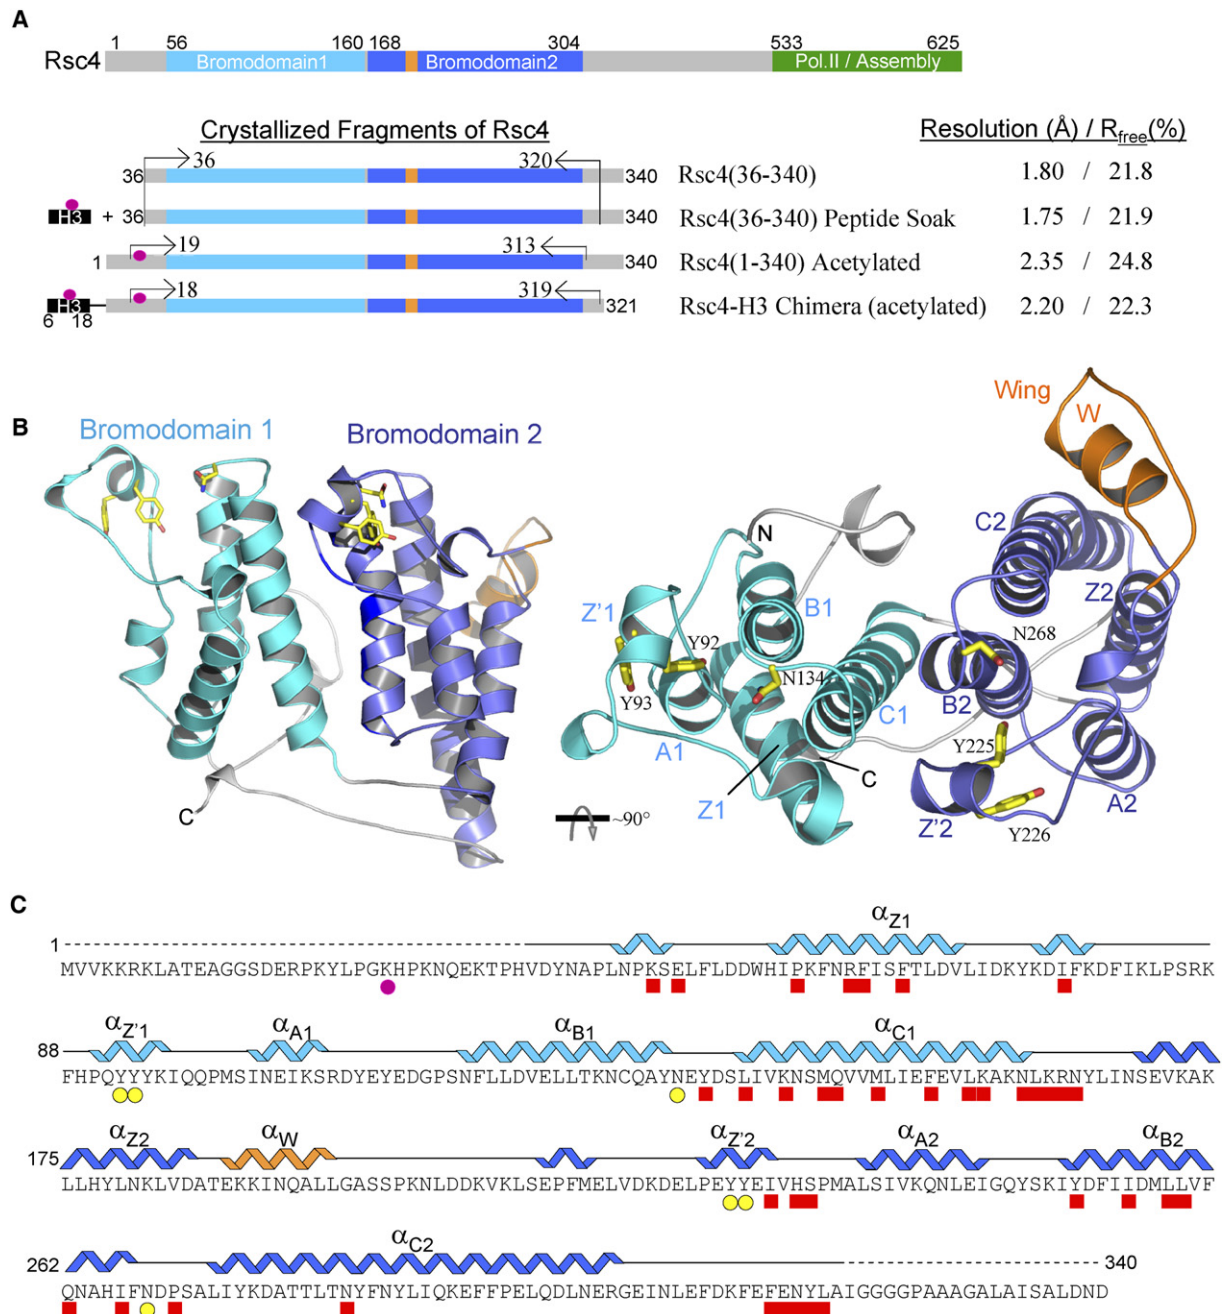 A
1 56 160 168 304 533 625
Rsc4 Bromodomain1 Bromodomain2 Pol.II / Assembly
Crystallized Fragments of Rsc4 Resolution (Å) / Rfree(%)
36 36 320 340 Rsc4(36-340) 1.80 / 21.8
H3 + 36 340 Rsc4(36-340) Peptide Soak 1.75 / 21.9
1 19 313 340 Rsc4(1-340) Acetylated 2.35 / 24.8
H3 18 319 321 Rsc4-H3 Chimera (acetylated) 2.20 / 22.3
6 18
B
Bromodomain 1
Bromodomain 2
C
Wing
W
C2
N
Z2
Z'1
B1
Y92
N268
N134
Y93
C1
B2
A1
Y225
C
Z1
A2
Z'2
~90°
Y226
C
αZ1
1
MVVKKRKLATEAGGSDERPKYLPGKHPKNQEKTPHVDYNAPLNPKSELFLDDWHIPKFNRFISFTLDVLIDKYKDIFKDFIKLPSRK
αZ'1 αA1 αB1 αC1
88
FHPQYYYKIQQPMSINEIKSRDYEYEDGPSNFLLDVELLTKNCQAYNEYDSLIVKNSMQVVMLIEFEVLKAKNLKRNYLINSEVKAK
αZ2 αW αZ'2 αA2 αB2
175
LLHYLNKLVDATEKKINQALLGASSPKNLDDKVKLSEPFMELVDKDELPEYYEIVHSPMALSIVKQNLEIGQYSKIYDFIIDMLLVF
αC2
262 340
QNAHIFNDPSALIYKDATTLTNYFNYLIQKEFFPELQDLNERGEINLEFDKFEFENYLAIGGGGPAAAGALAISALDND